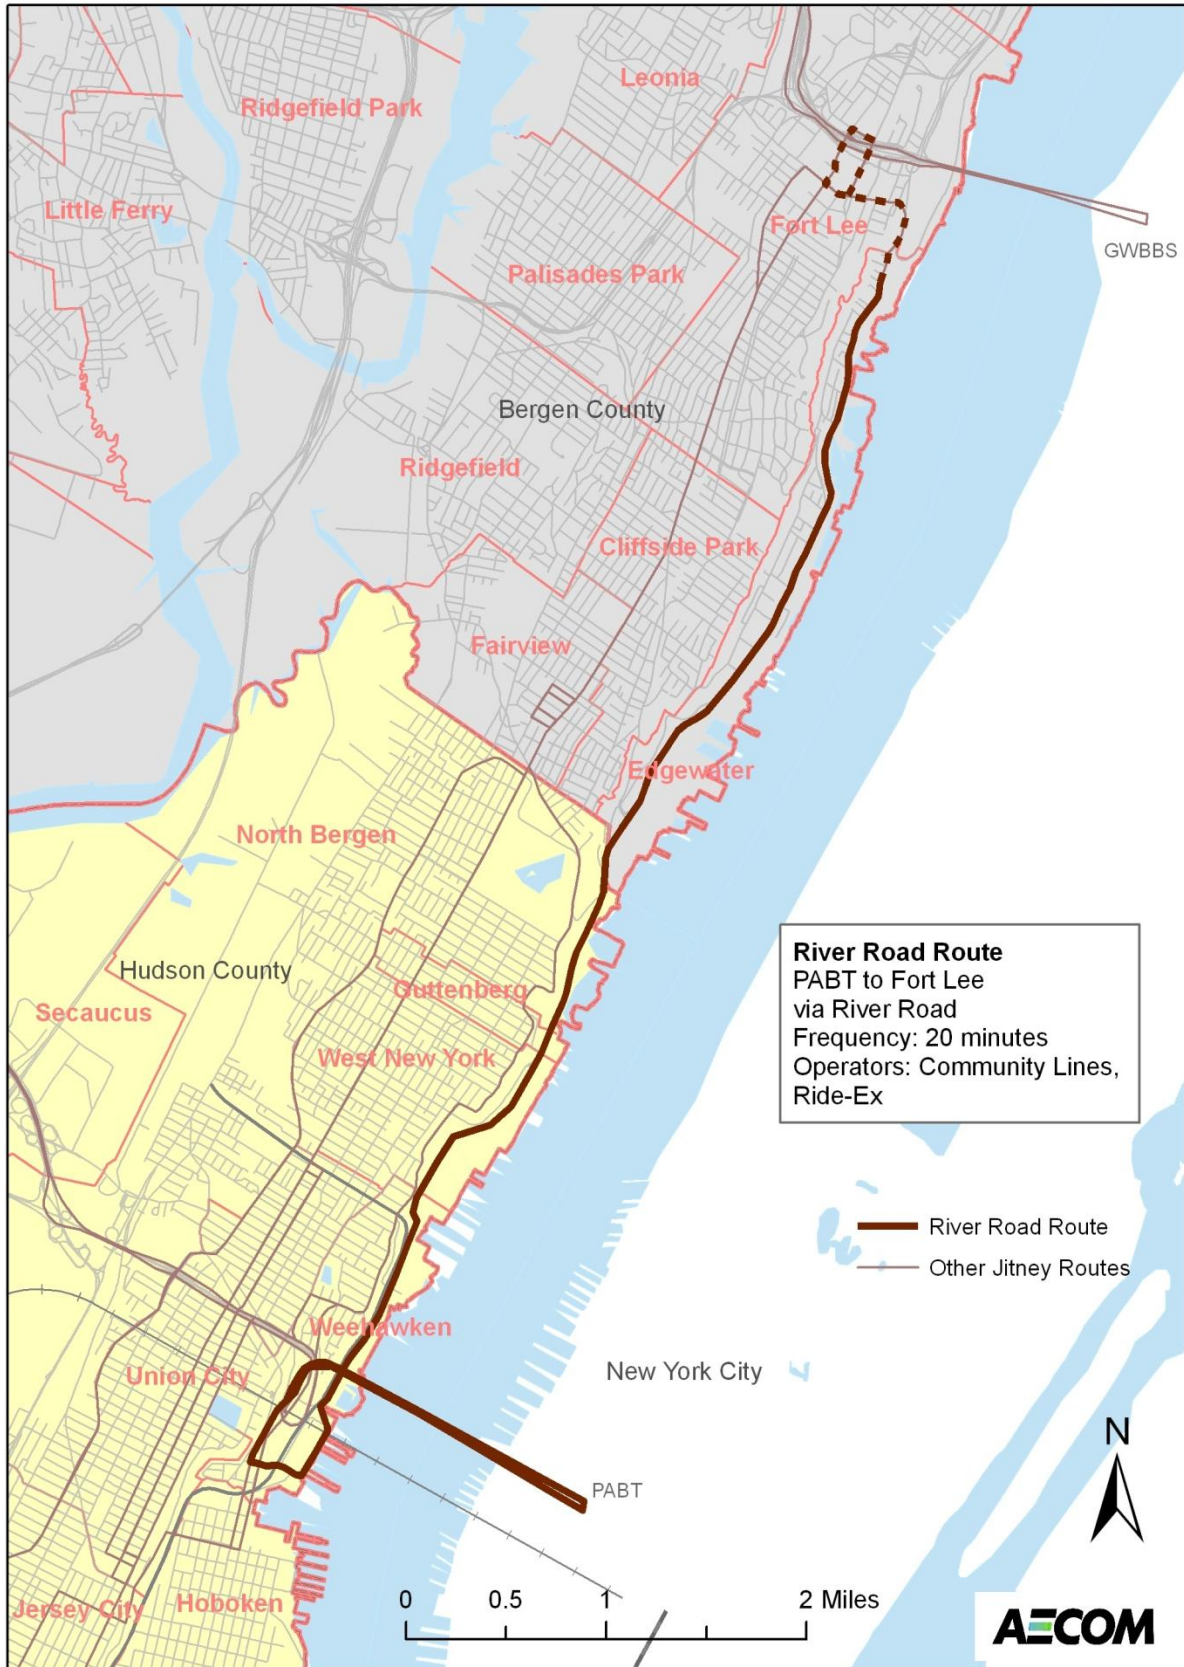 Leonia
Ridgefield Park
Little Ferry
Fort Lee
GWBBS
Palisades Park
Bergen County
Ridgefield
Cliffside Park
Fairview
Edgewater
North Bergen
River Road Route
PABT to Fort Lee
via River Road
Frequency: 20 minutes
Operators: Community Lines,
Ride-Ex
Hudson County
Guttenberg
Secaucus
West New York
River Road Route
Other Jitney Routes
Weehawken
Union City
New York City
N
PABT
0 0.5 1 2 Miles
Jersey City
Hoboken
AECOM